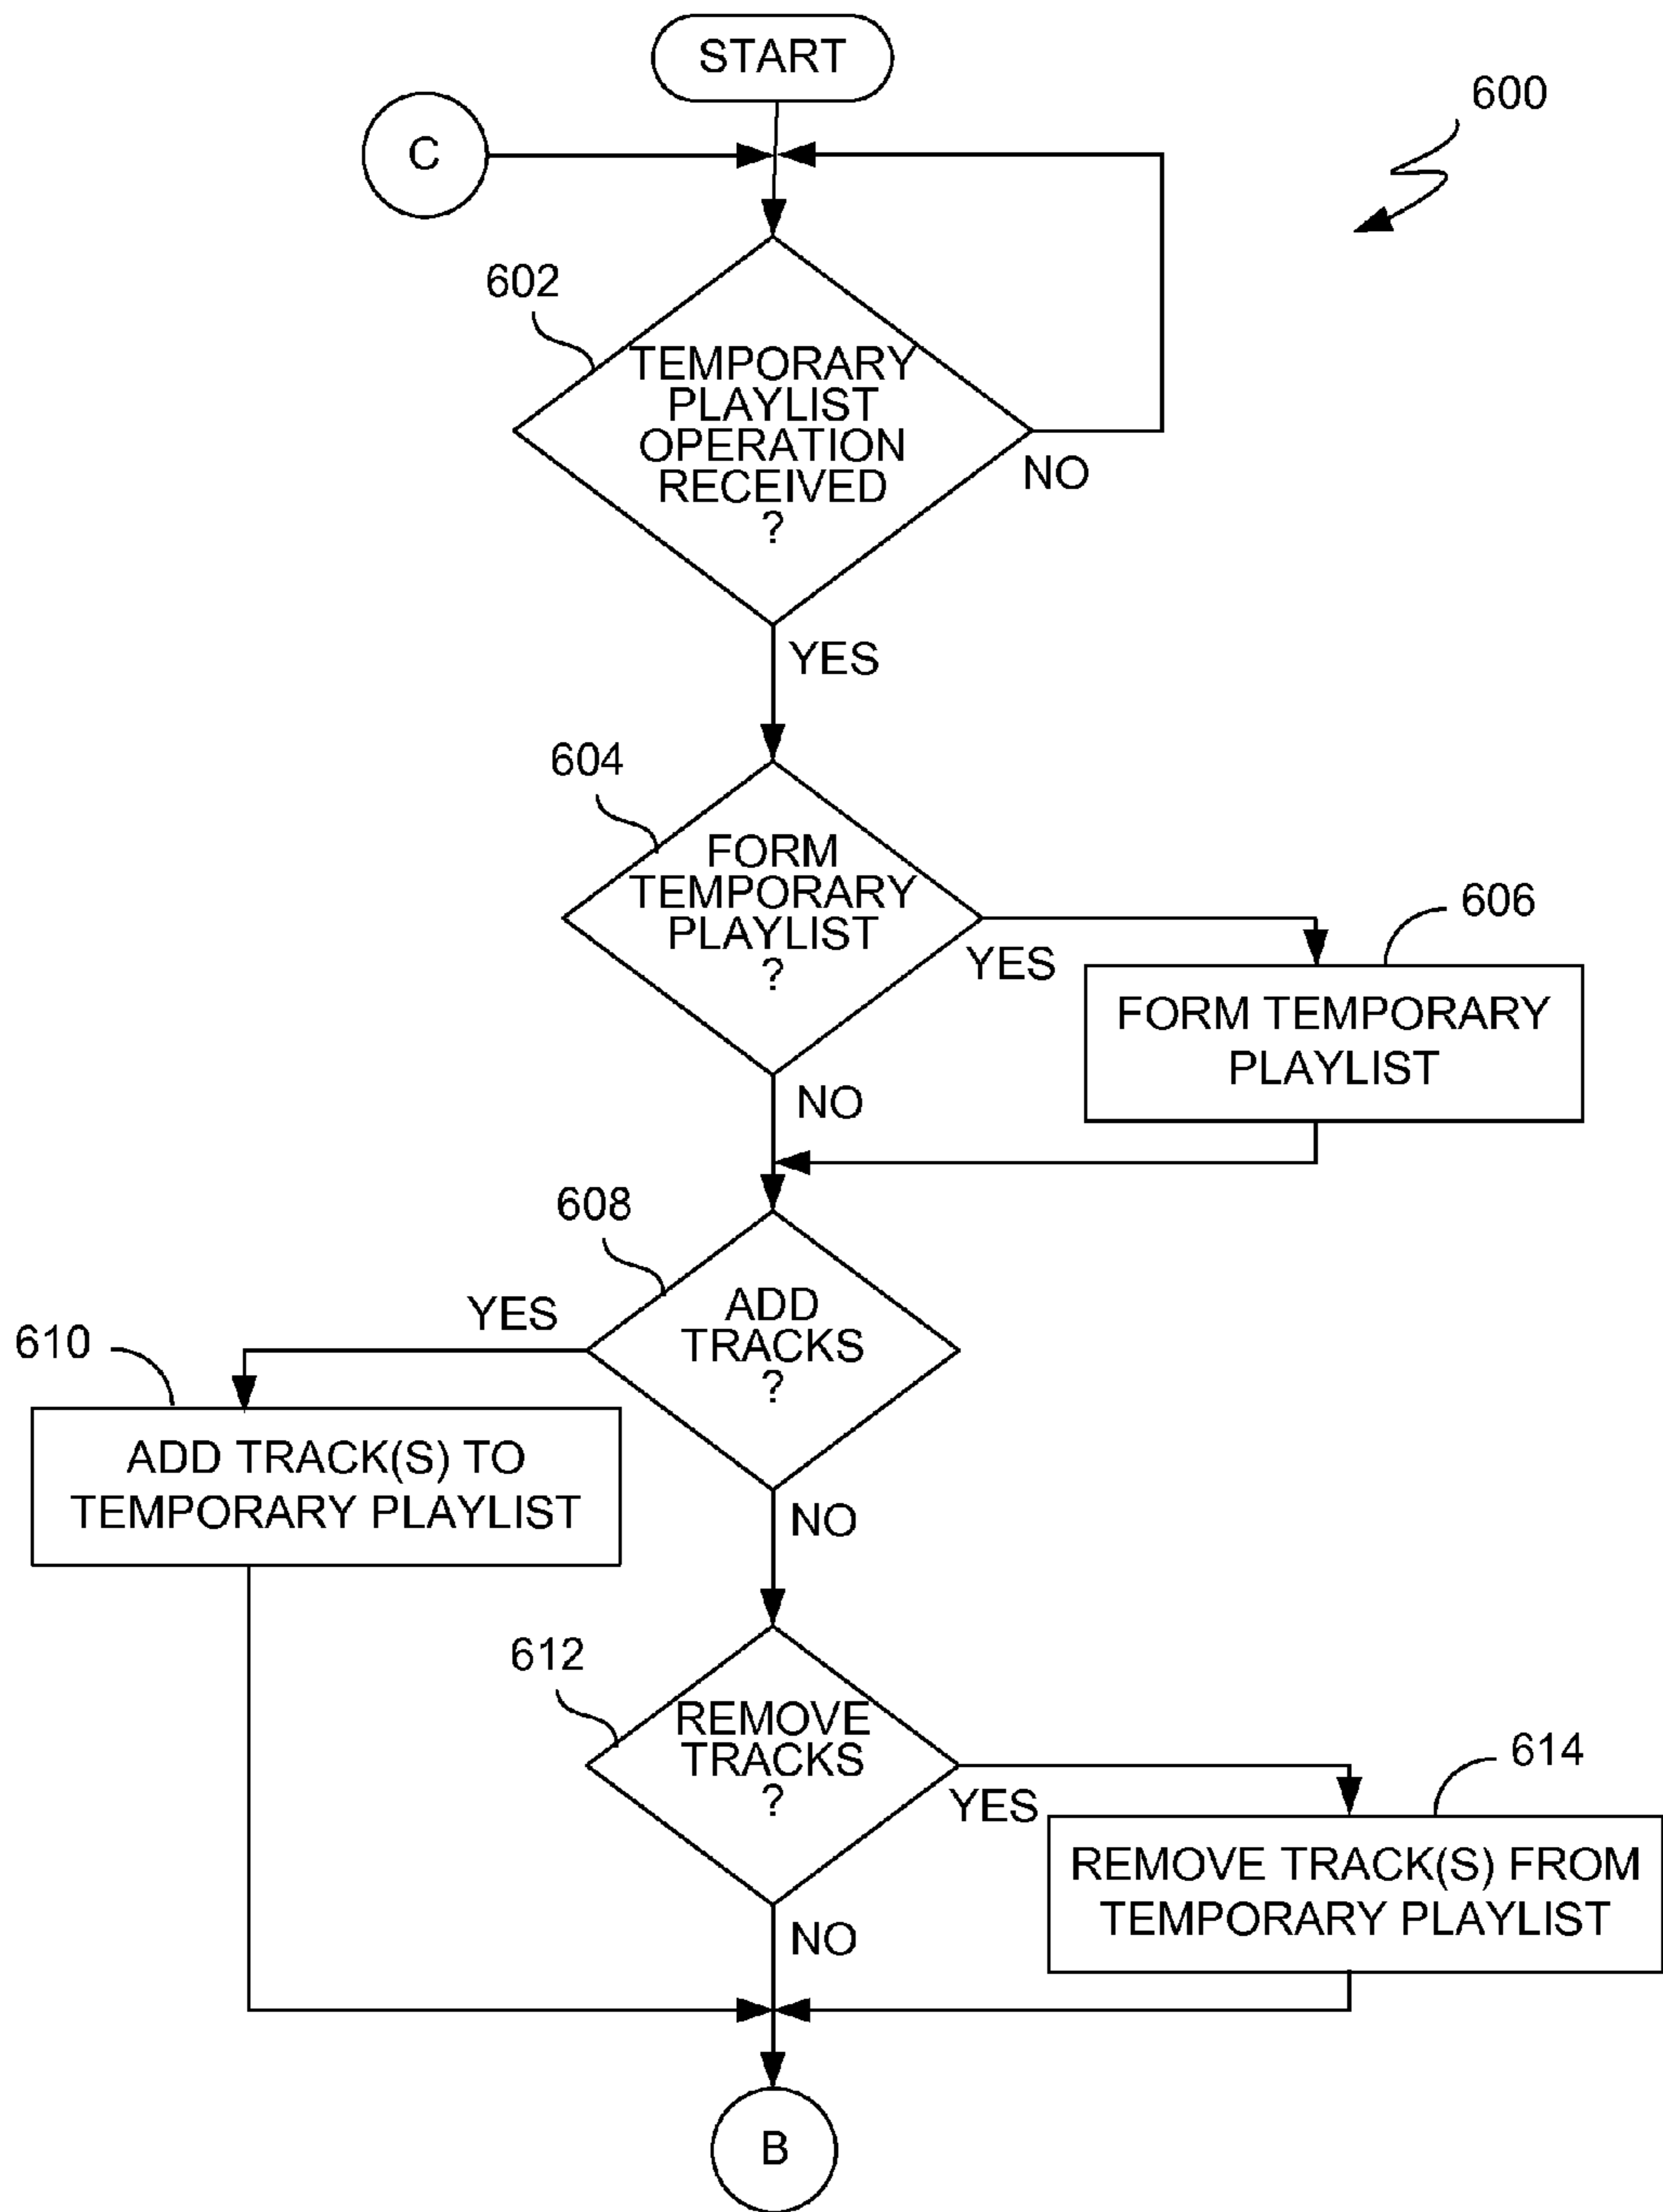 START
C
600
602
TEMPORARY
PLAYLIST
OPERATION
RECEIVED
?
NO
YES
604
FORM
TEMPORARY
PLAYLIST
?
YES
606
FORM TEMPORARY
PLAYLIST
NO
608
ADD
TRACKS
?
YES
610
ADD TRACK(S) TO
TEMPORARY PLAYLIST
NO
612
REMOVE
TRACKS
?
YES
614
REMOVE TRACK(S) FROM
TEMPORARY PLAYLIST
NO
B